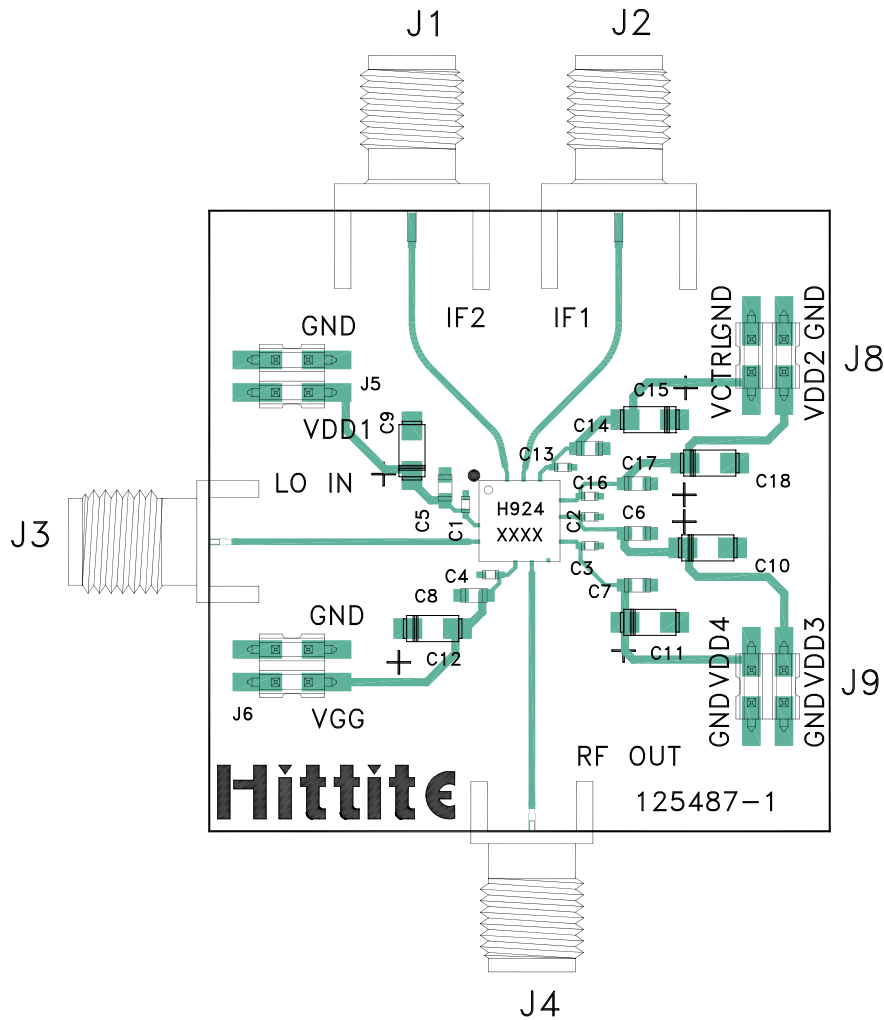 J1
J2
IF2
IF1
GND
J5
VDD1
VCTRL
GND
GND
VDD2
J8
C15
C9
C14
C13
C17
C18
LO IN
C16
H924
XXXX
C5
C1
C2
C6
J3
C3
C10
C4
C7
C8
GND
C12
C11
VDD4
VDD3
J9
J6
VGG
GND
GND
RF OUT
Hittite
125487-1
J4